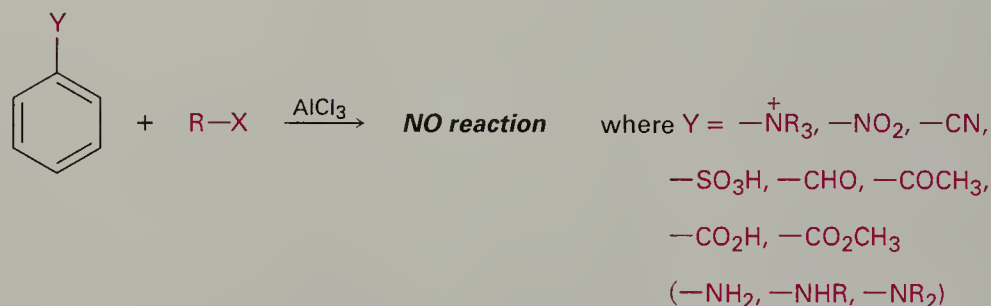 Y
+ R—X AlCl₃ NO reaction where Y = —N⁺R₃, —NO₂, —CN,
—SO₃H, —CHO, —COCH₃,
—CO₂H, —CO₂CH₃
(—NH₂, —NHR, —NR₂)